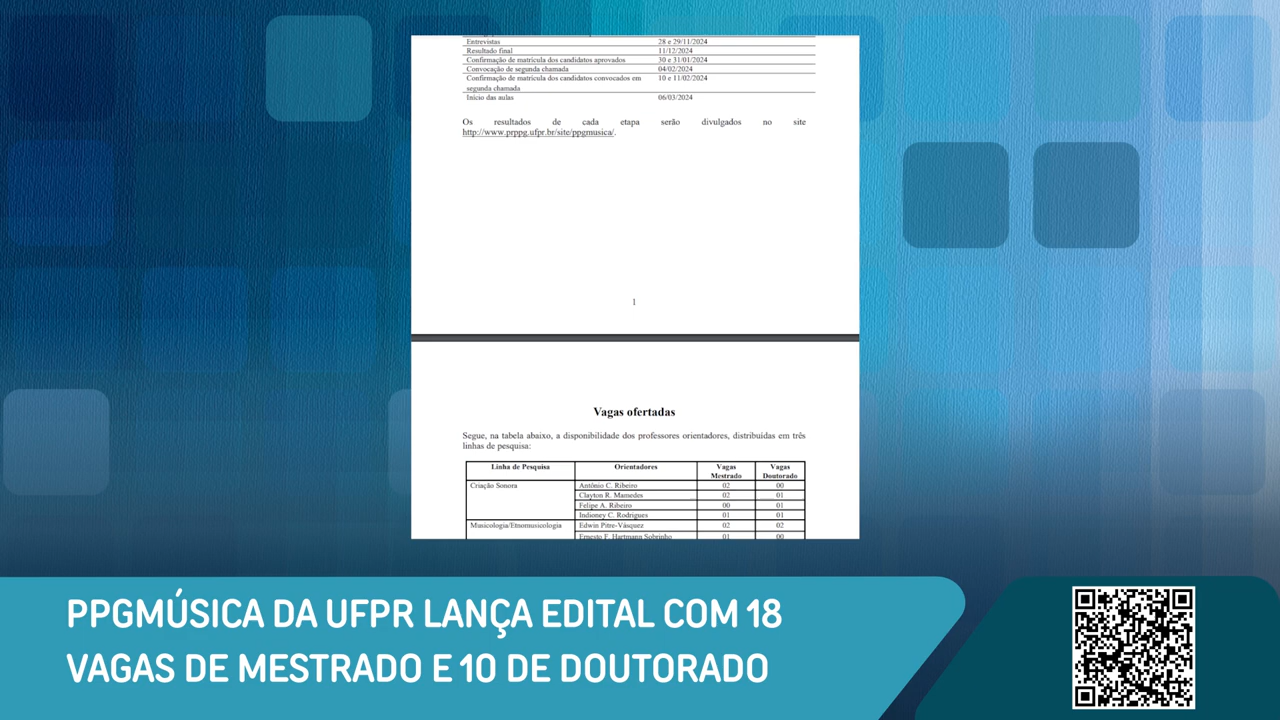 Entrevistas 28 e 29/11/2024
Resultado final 11/12/2024
Confirmação de matrícula dos candidatos aprovados 30 e 31/01/2024
Convocação de segunda chamada 04/02/2024
Confirmação de matrícula dos candidatos convocados em 10 e 11/02/2024
segunda chamada
Início das aulas 06/03/2024
Os resultados de cada etapa serão divulgados no site
http://www.prppg.ufpr.br/site/ppgmusica/.
1
Vagas ofertadas
Segue, na tabela abaixo, a disponibilidade dos professores orientadores, distribuídas em três
linhas de pesquisa:
Linha de Pesquisa Orientadores Vagas Mestrado Vagas Doutorado
Criação Sonora Antônio C. Ribeiro 02 00
Clayton R. Mamedes 02 01
Felipe A. Ribeiro 00 01
Indioney C. Rodrigues 01 01
Musicologia/Etnomusicologia Edwin Pitre-Vásquez 02 02
Ernesto F. Hartmann Sobrinho 01 00
PPGMÚSICA DA UFPR LANÇA EDITAL COM 18
VAGAS DE MESTRADO E 10 DE DOUTORADO